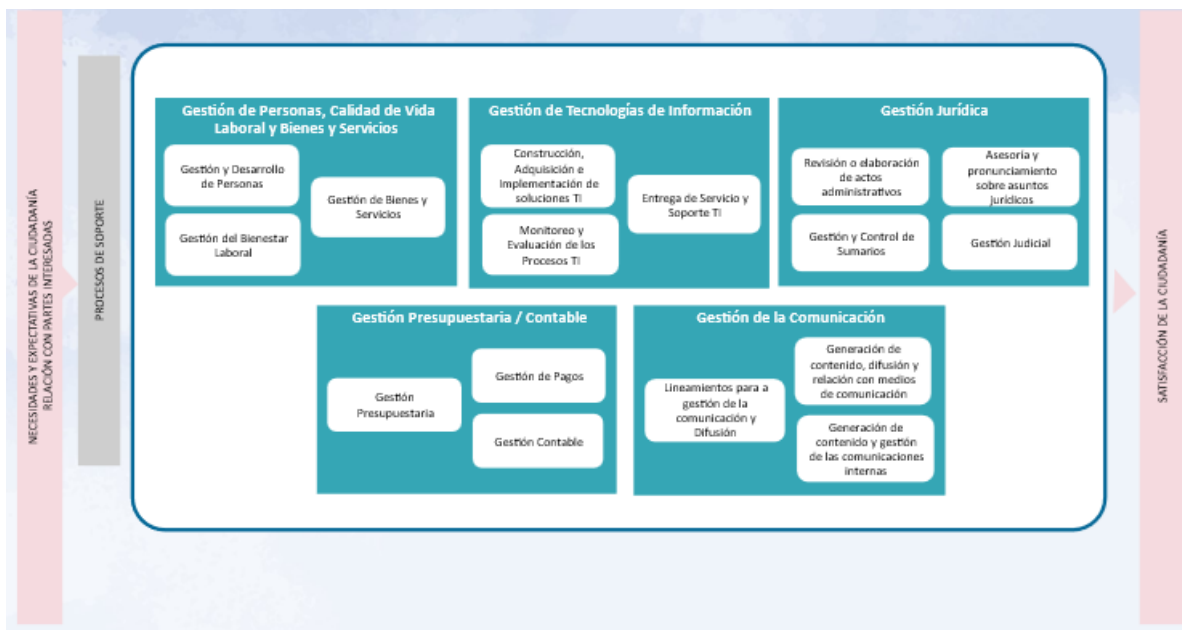 NECESIDADES Y EXPECTATIVAS DE LA CIUDADANÍA
RELACIÓN CON PARTES INTERESADAS
PROCESOS DE SOPORTE
Gestión de Personas, Calidad de Vida
Laboral y Bienes y Servicios
Gestión y Desarrollo
de Personas
Gestión del Bienestar
Laboral
Gestión de Bienes y
Servicios
Gestión de Tecnologías de Información
Construcción,
Adquisición e
Implementación de
soluciones TI
Monitoreo y
Evaluación de los
Procesos TI
Entrega de Servicio y
Soporte TI
Gestión Jurídica
Revisión o elaboración
de actos
administrativos
Asesoría y
pronunciamiento
sobre asuntos
jurídicos
Gestión y Control de
Sumarios
Gestión Judicial
Gestión Presupuestaria / Contable
Gestión
Presupuestaria
Gestión de Pagos
Gestión Contable
Gestión de la Comunicación
Lineamientos para a
gestión de la
comunicación y
Difusión
Generación de
contenido, difusión y
relación con medios
de comunicación
Generación de
contenido y gestión
de las comunicaciones
internas
SATISFACCIÓN DE LA CIUDADANÍA